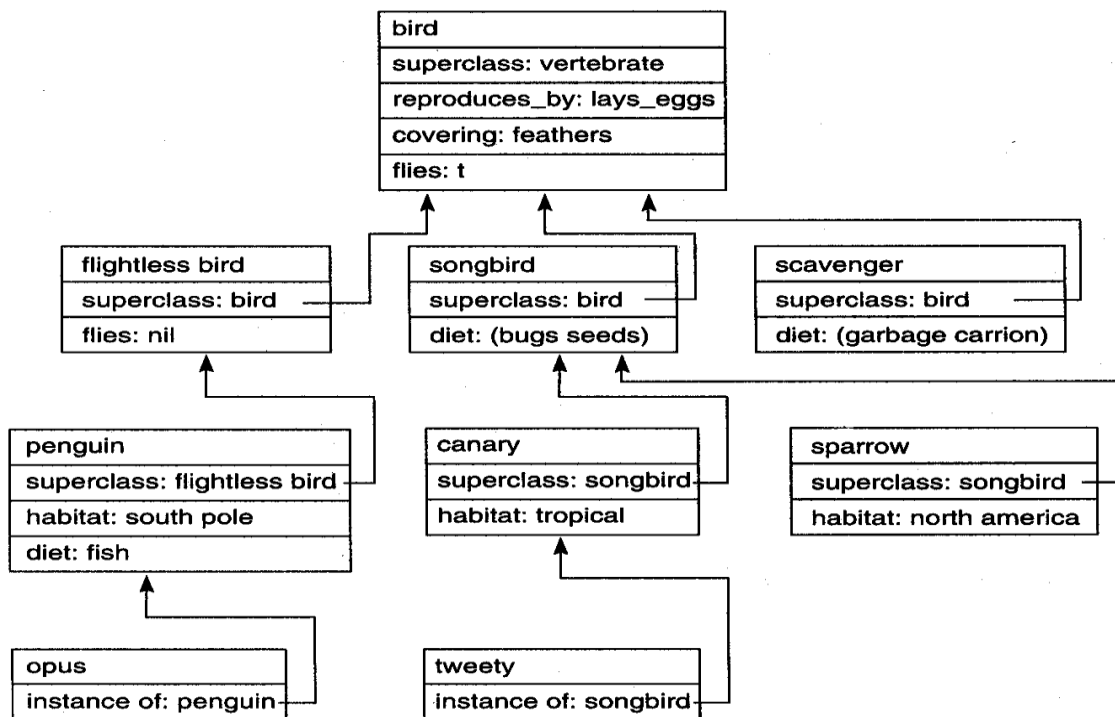 bird
superclass: vertebrate
reproduces_by: lays_eggs
covering: feathers
flies: t
flightless bird
superclass: bird
flies: nil
songbird
superclass: bird
diet: (bugs seeds)
scavenger
superclass: bird
diet: (garbage carrion)
penguin
superclass: flightless bird
habitat: south pole
diet: fish
canary
superclass: songbird
habitat: tropical
sparrow
superclass: songbird
habitat: north america
opus
instance of: penguin
tweety
instance of: songbird